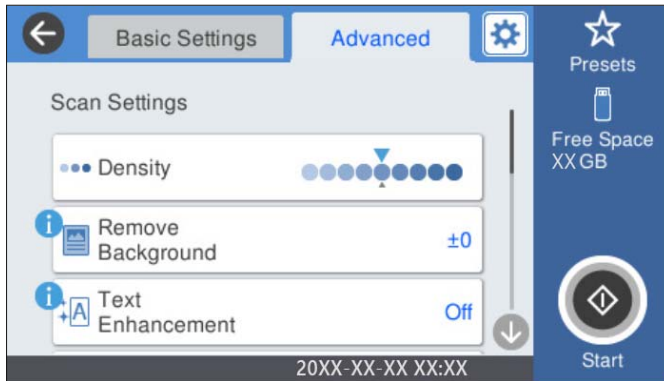 Basic Settings
Advanced
Presets
Scan Settings
Free Space
XX GB
Density
Remove
Background
±0
Text
Enhancement
Off
Start
20XX-XX-XX XX:XX